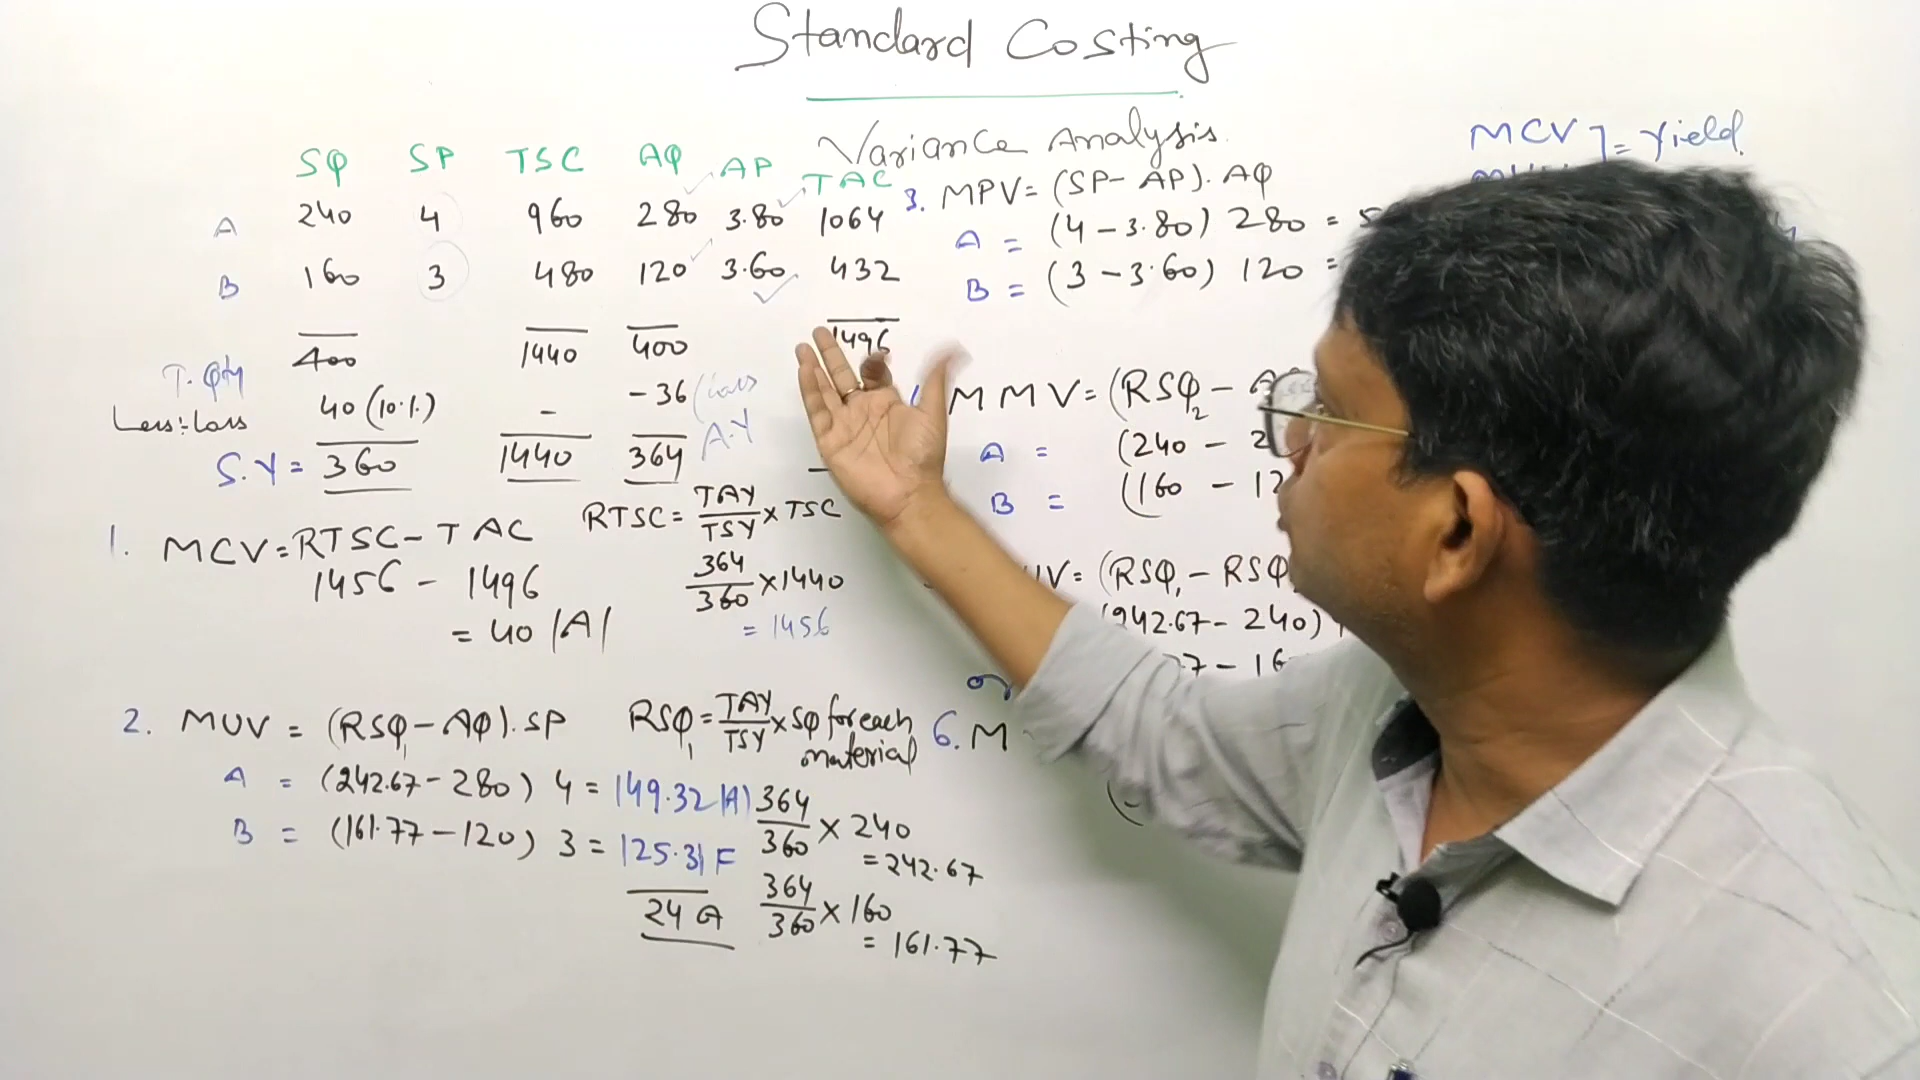 Standard Costing
Variance Analysis.
SQ SP TSC AQ AP TAC
A 240 4 960 280 3.80 1064
B 160 3 480 120 3.60 432
400 1440 400 1496
T. Qty
Less:- Loss 40 (10%) - - 36 (Loss
S.Y = 360 1440 364 A.Y -
1. MCV = RTSC - TAC
1456 - 1496
= 40 (A)
RTSC = TAY/TSY x TSC
364/360 x 1440
= 1456
2. MUV = (RSQ1 - AQ). SP
A = (242.67 - 280) 4 = 149.32 (A)
B = (161.77 - 120) 3 = 125.31 F
24 A
RSQ1 = TAY/TSY x SQ for each material
364/360 x 240
= 242.67
364/360 x 160
= 161.77
MCV ] = Yield
3. MPV = (SP - AP). AQ
A = (4 - 3.80) 280 = 5
B = (3 - 3.60) 120 =
MMV = (RSQ2 -
A = (240 - 2
B = (160 - 12
V = (RSQ1 - RSQ
(242.67 - 240)
7 - 16
or
6. M